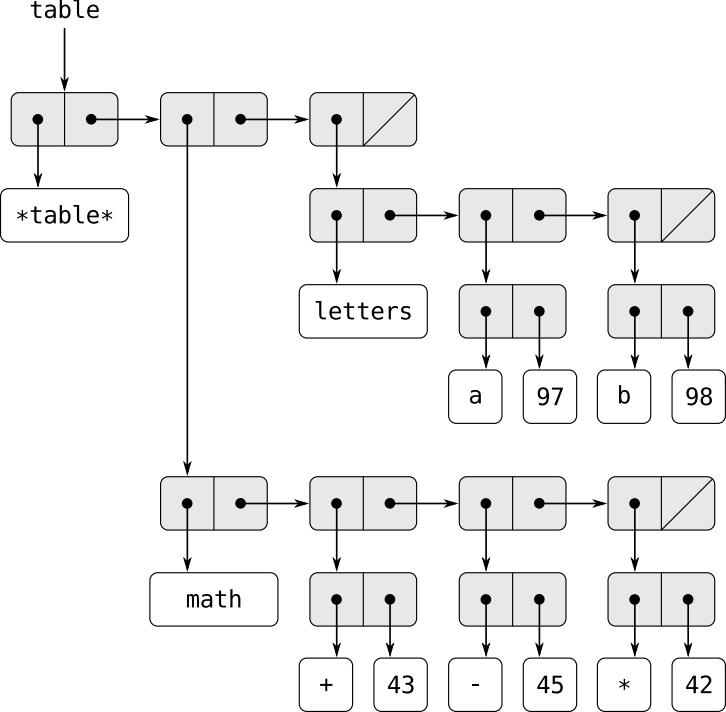 table
*table*
letters
a 97 b 98
math
+ 43 - 45 * 42